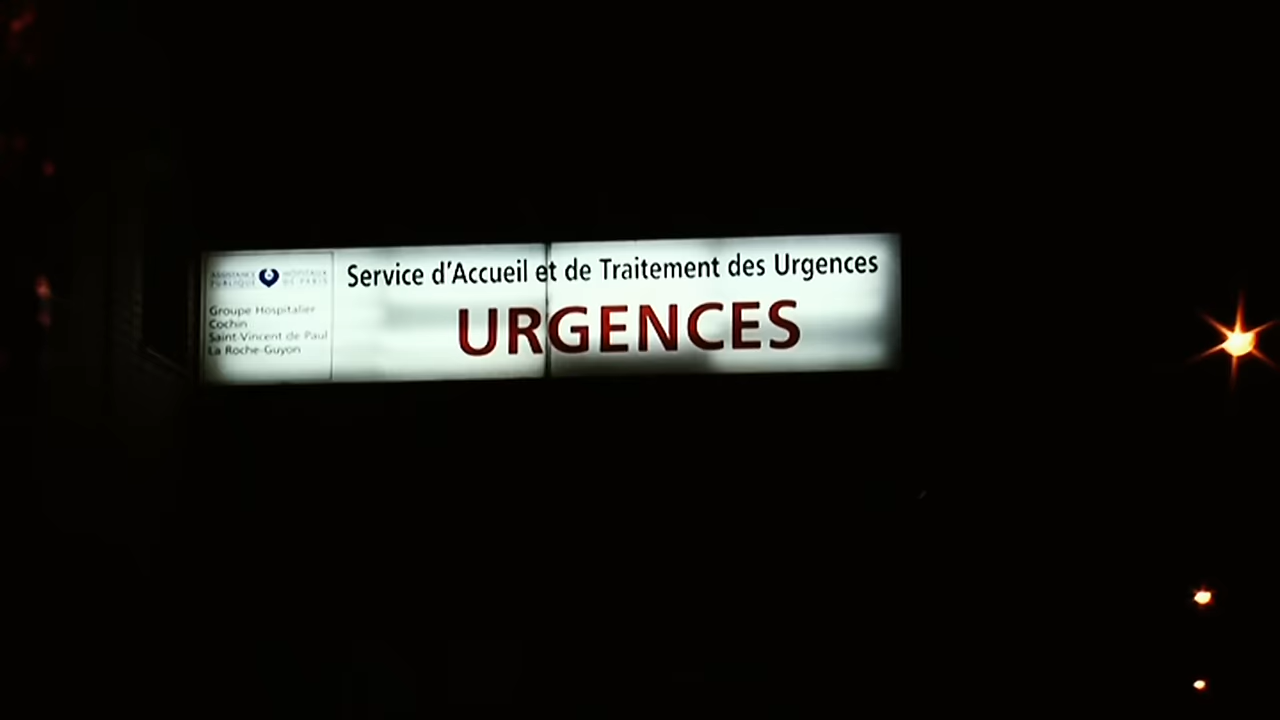 ASSISTANCE HÔPITAUX
PUBLIQUE DE PARIS
Groupe Hospitalier
Cochin
Saint-Vincent de Paul
La Roche-Guyon
Service d'Accueil et de Traitement des Urgences
URGENCES